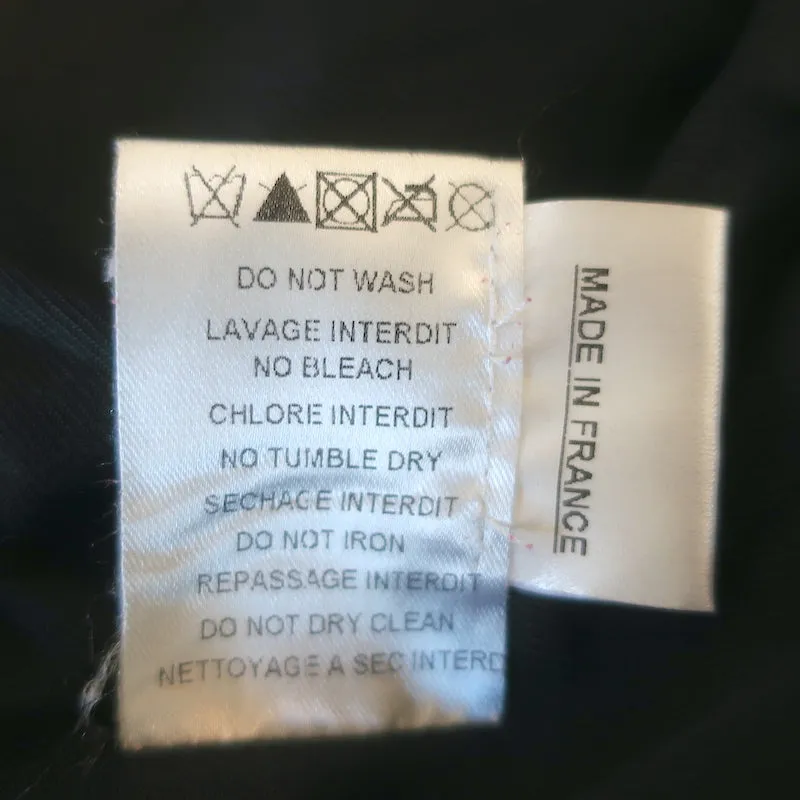 DO NOT WASH
LAVAGE INTERDIT
NO BLEACH
CHLORE INTERDIT
NO TUMBLE DRY
SECHAGE INTERDIT
DO NOT IRON
REPASSAGE INTERDIT
DO NOT DRY CLEAN
NETTOYAGE A SEC INTERD
MADE IN FRANCE